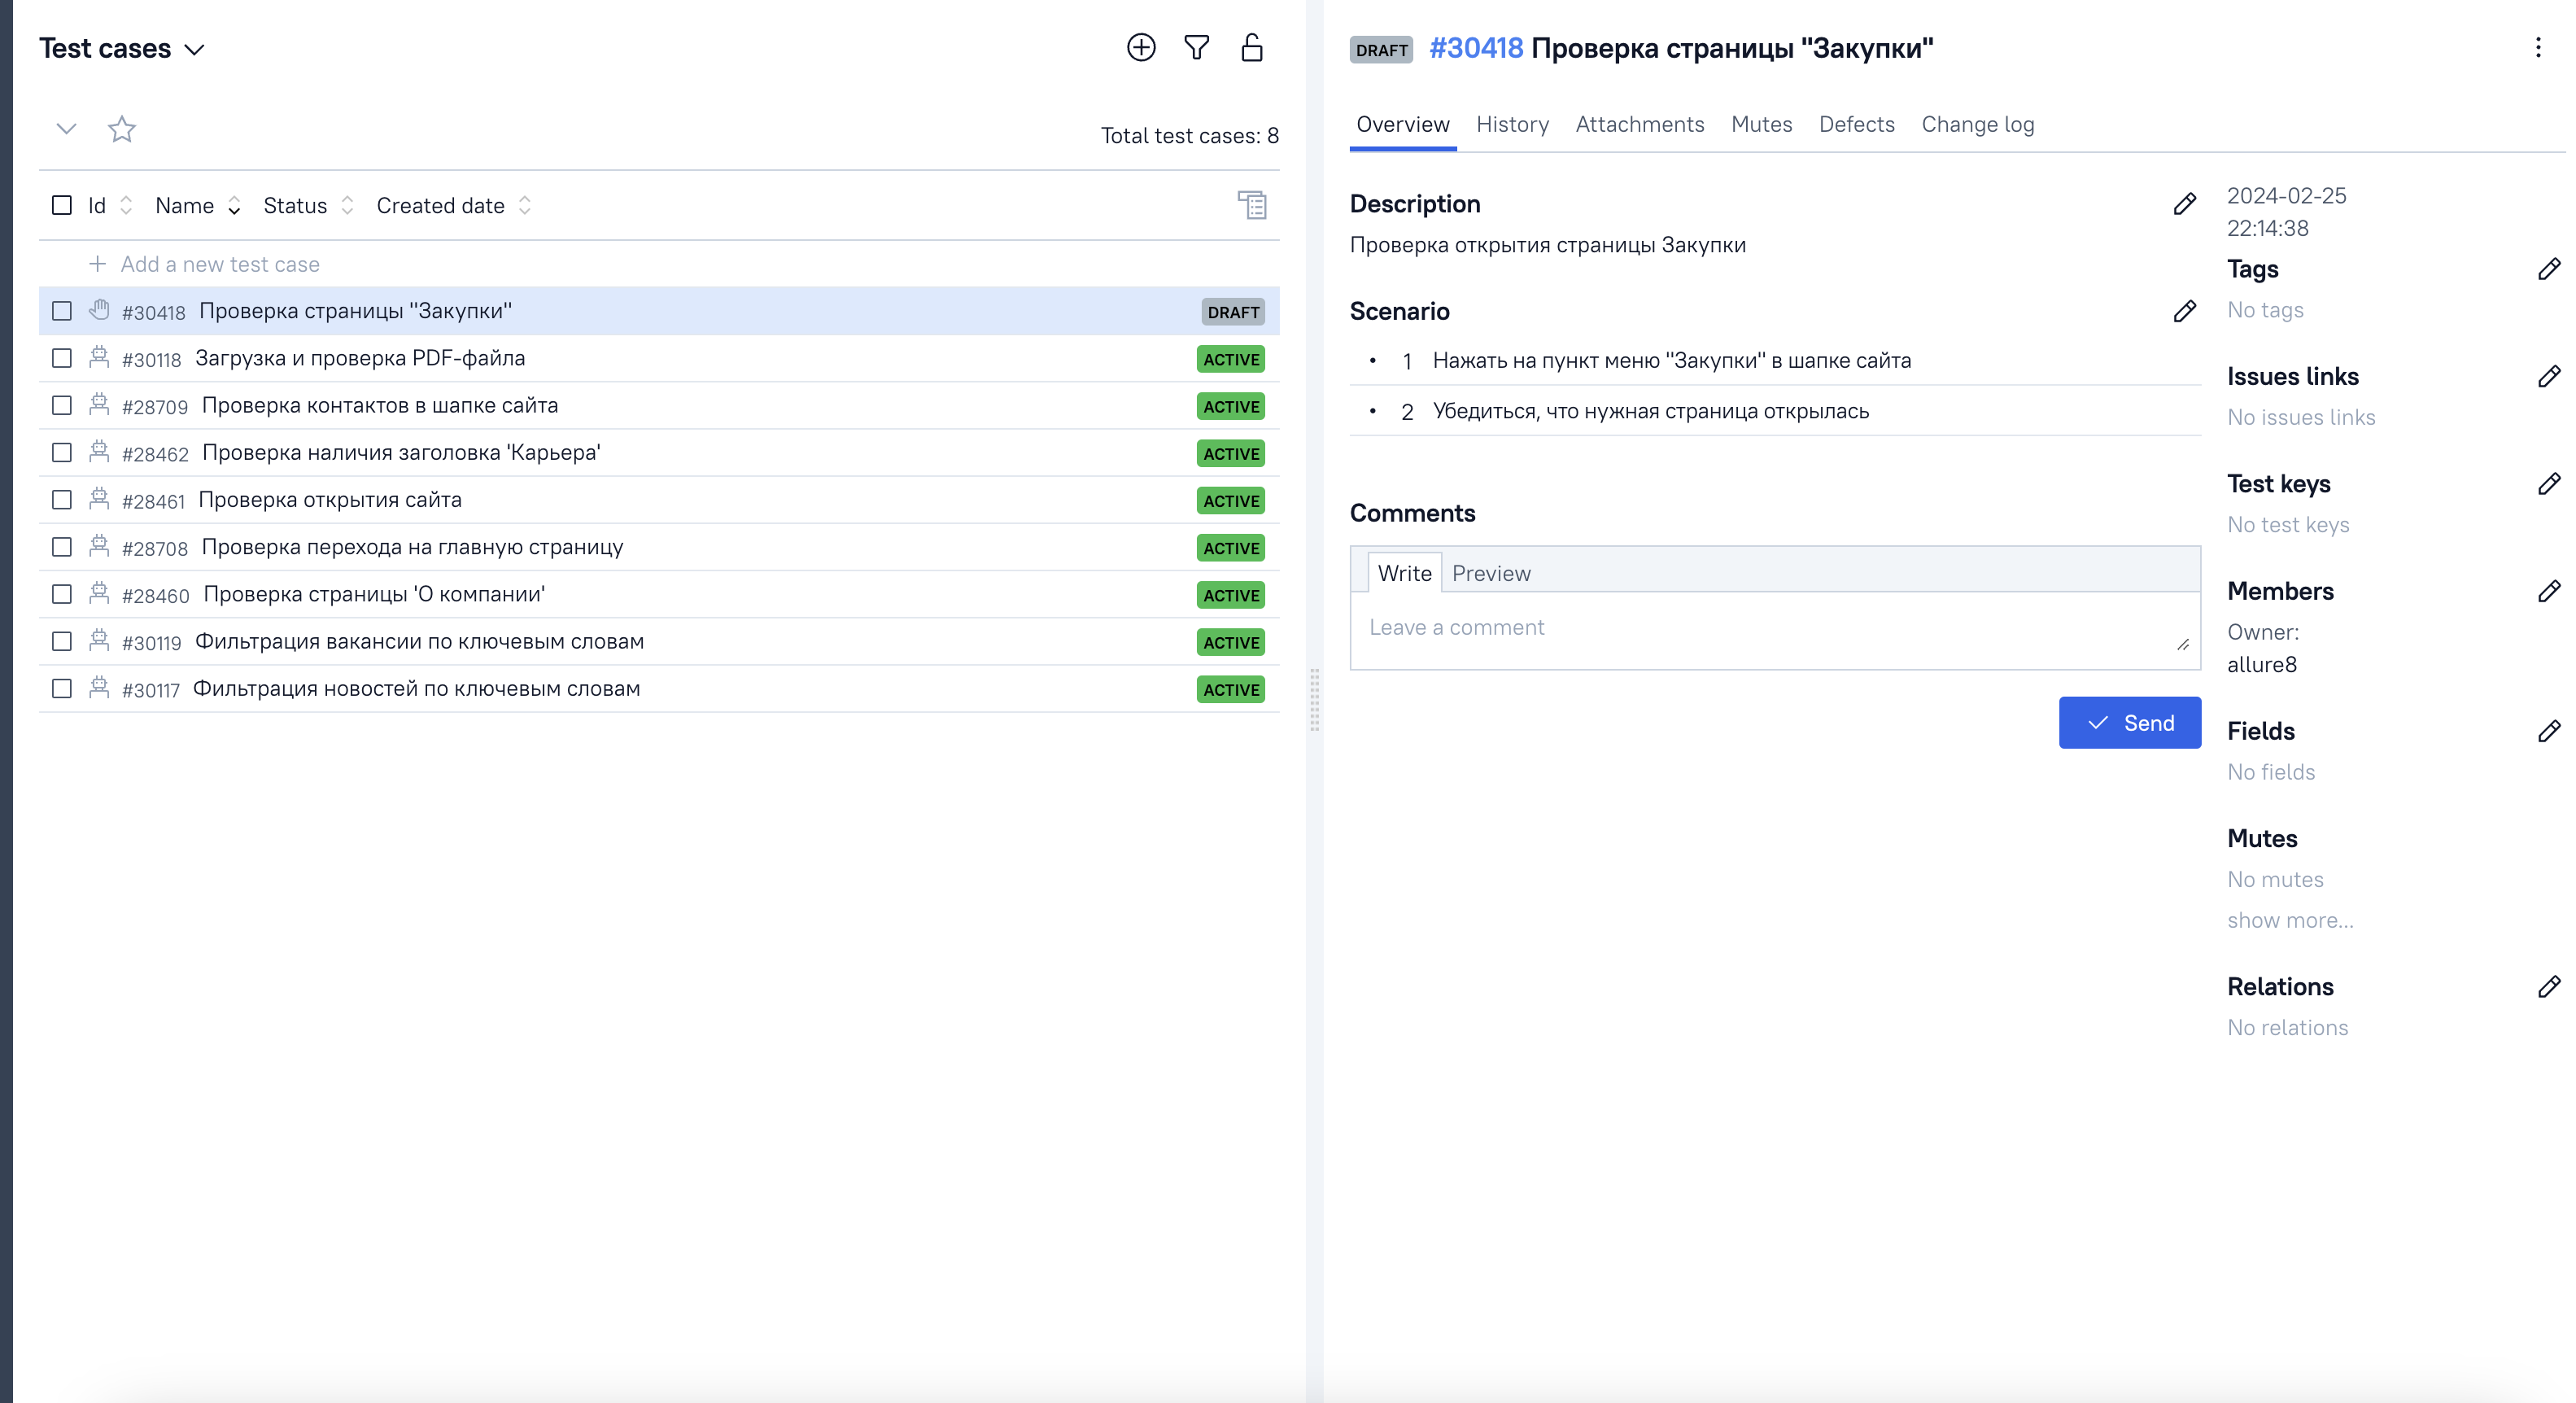 Test cases
Total test cases: 8
Id Name Status Created date
Add a new test case
#30418 Проверка страницы "Закупки" DRAFT
#30118 Загрузка и проверка PDF-файла ACTIVE
#28709 Проверка контактов в шапке сайта ACTIVE
#28462 Проверка наличия заголовка 'Карьера' ACTIVE
#28461 Проверка открытия сайта ACTIVE
#28708 Проверка перехода на главную страницу ACTIVE
#28460 Проверка страницы 'О компании' ACTIVE
#30119 Фильтрация вакансии по ключевым словам ACTIVE
#30117 Фильтрация новостей по ключевым словам ACTIVE
DRAFT #30418 Проверка страницы "Закупки"
Overview History Attachments Mutes Defects Change log
Description
Проверка открытия страницы Закупки
Scenario
• 1 Нажать на пункт меню "Закупки" в шапке сайта
• 2 Убедиться, что нужная страница открылась
Comments
Write Preview
Leave a comment
Send
2024-02-25
22:14:38
Tags
No tags
Issues links
No issues links
Test keys
No test keys
Members
Owner:
allure8
Fields
No fields
Mutes
No mutes
show more...
Relations
No relations